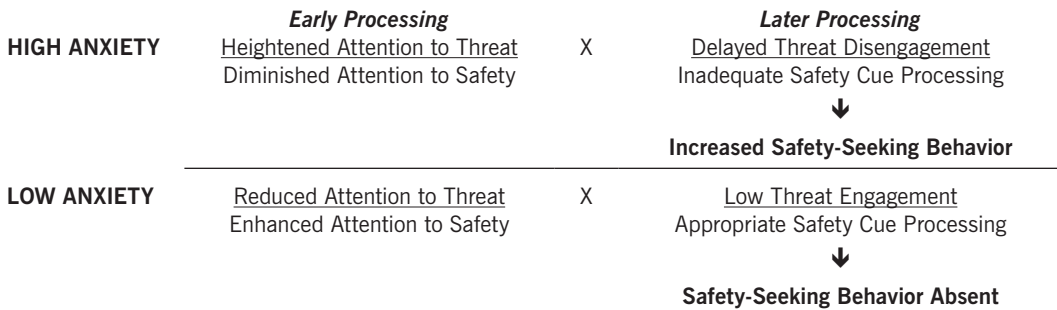 Early Processing Later Processing
HIGH ANXIETY Heightened Attention to Threat X Delayed Threat Disengagement
Diminished Attention to Safety Inadequate Safety Cue Processing
Increased Safety-Seeking Behavior
LOW ANXIETY Reduced Attention to Threat X Low Threat Engagement
Enhanced Attention to Safety Appropriate Safety Cue Processing
Safety-Seeking Behavior Absent